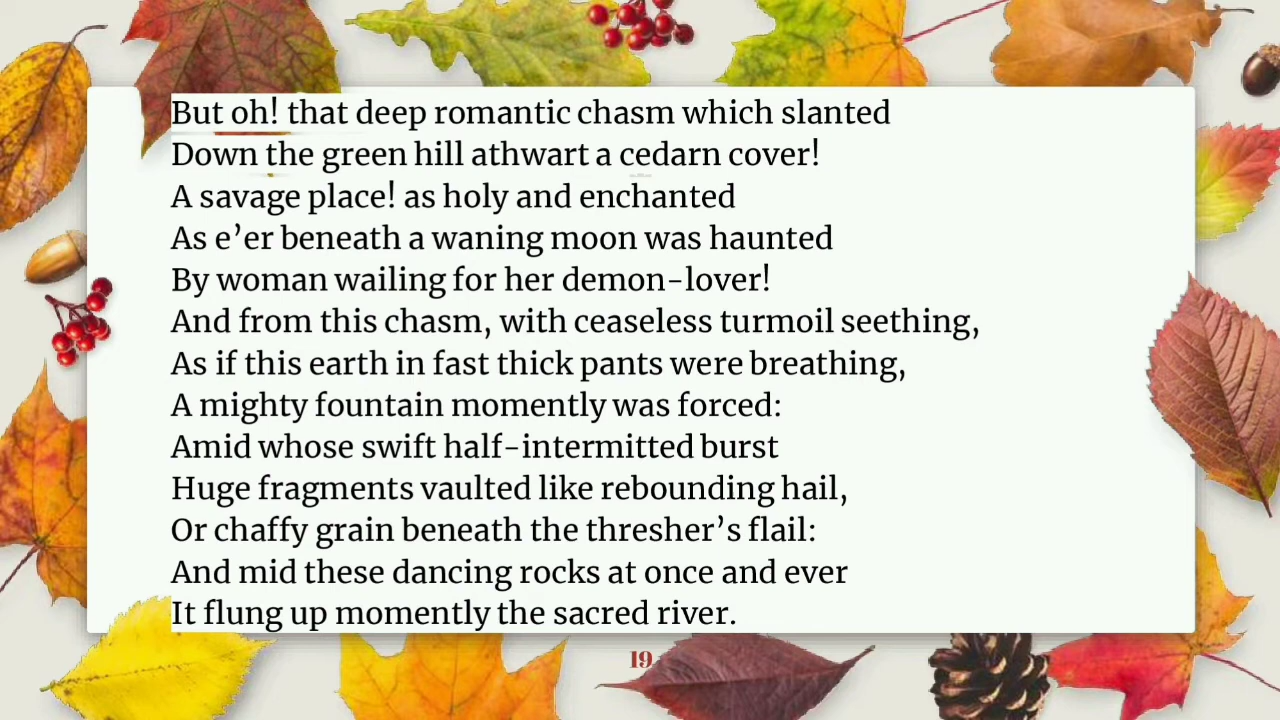 But oh! that deep romantic chasm which slanted
Down the green hill athwart a cedarn cover!
A savage place! as holy and enchanted
As e’er beneath a waning moon was haunted
By woman wailing for her demon-lover!
And from this chasm, with ceaseless turmoil seething,
As if this earth in fast thick pants were breathing,
A mighty fountain momently was forced:
Amid whose swift half-intermitted burst
Huge fragments vaulted like rebounding hail,
Or chaffy grain beneath the thresher’s flail:
And mid these dancing rocks at once and ever
It flung up momently the sacred river.
19